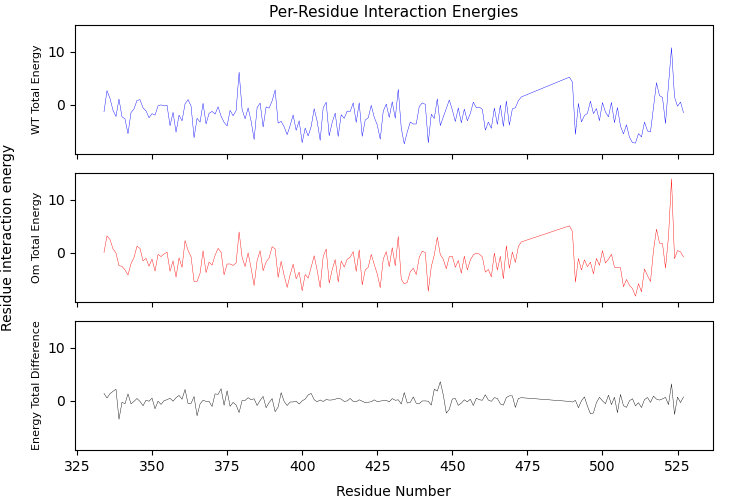 Per-Residue Interaction Energies
Residue interaction energy
WT Total Energy
10
0
Om Total Energy
10
0
Energy Total Difference
10
0
325 350 375 400 425 450 475 500 525
Residue Number